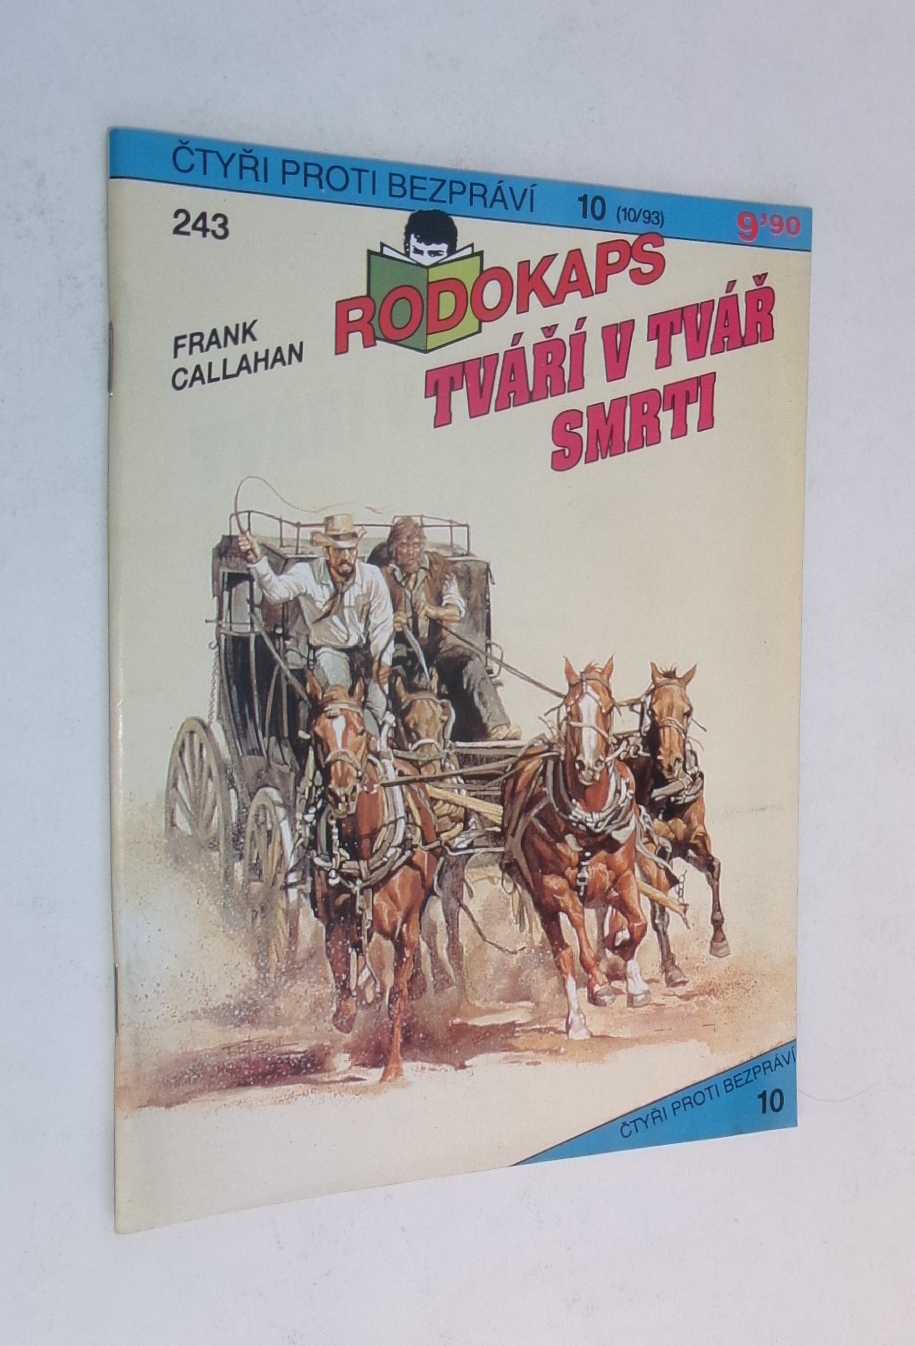 ČTYŘI PROTI BEZPRÁVÍ 10 (10/93) 9'90
243
RODOKAPS
FRANK
CALLAHAN
TVÁŘÍ V TVÁŘ
SMRTI
ČTYŘI PROTI BEZPRÁVÍ
10